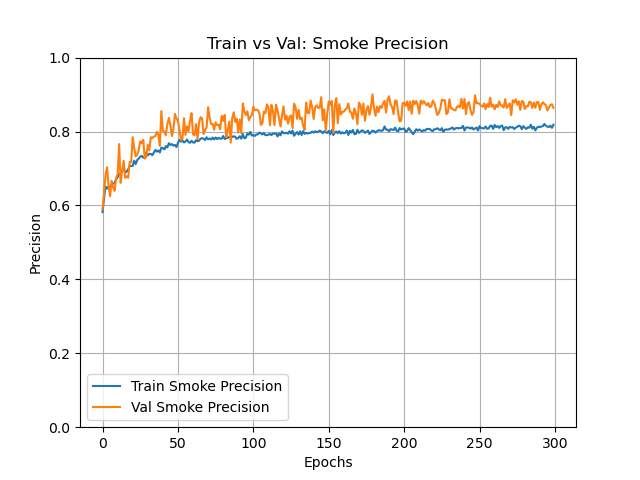 Train vs Val: Smoke Precision
1.0
0.8
0.6
0.4
0.2
0.0
Precision
Train Smoke Precision
Val Smoke Precision
0 50 100 150 200 250 300
Epochs